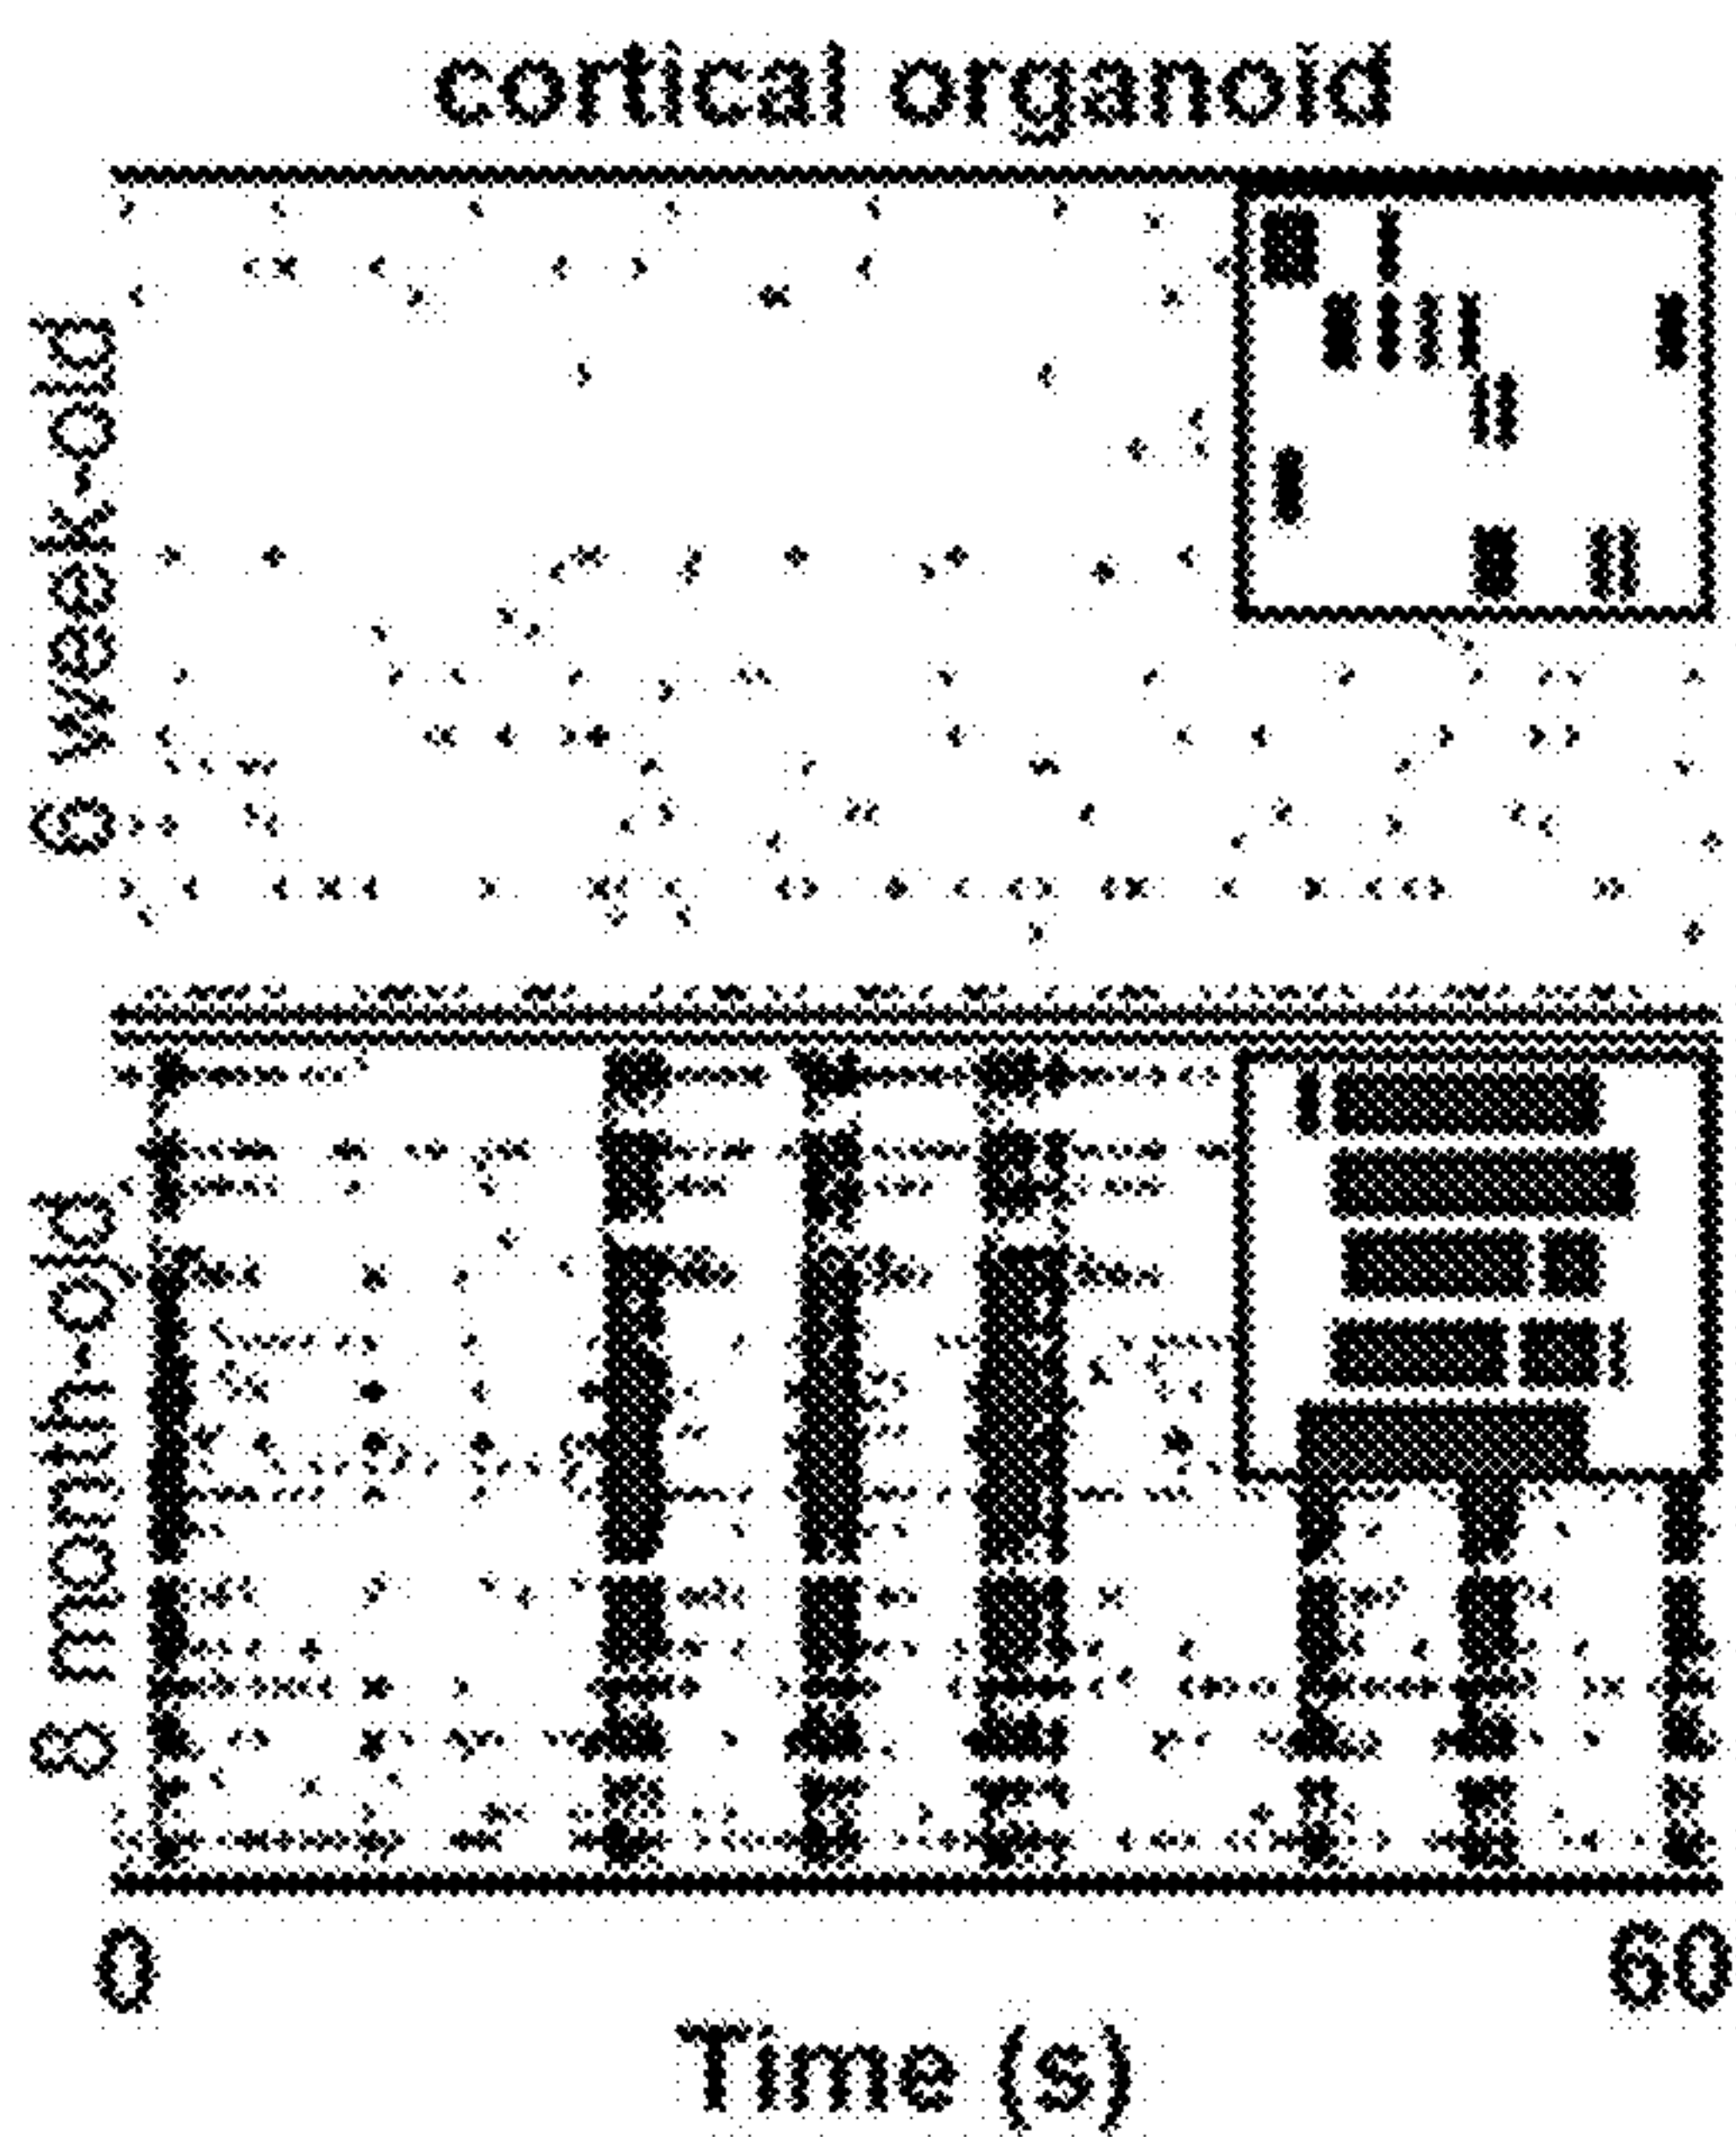 cortical organoid
6 week-old
8 month-old
0
60
Time (s)